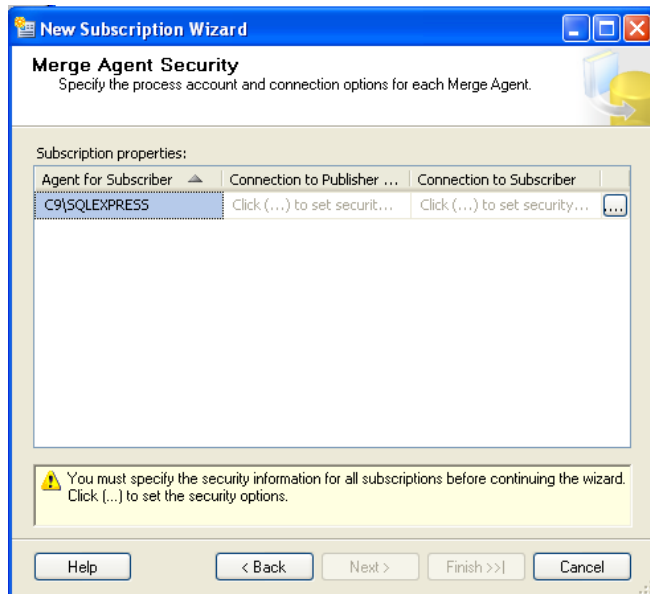 New Subscription Wizard
Merge Agent Security
Specify the process account and connection options for each Merge Agent.
Subscription properties:
Agent for Subscriber Connection to Publisher ... Connection to Subscriber
C9\SQLEXPRESS Click (...) to set securit... Click (...) to set security... ...
You must specify the security information for all subscriptions before continuing the wizard.
Click (...) to set the security options.
Help < Back Next > Finish >>| Cancel